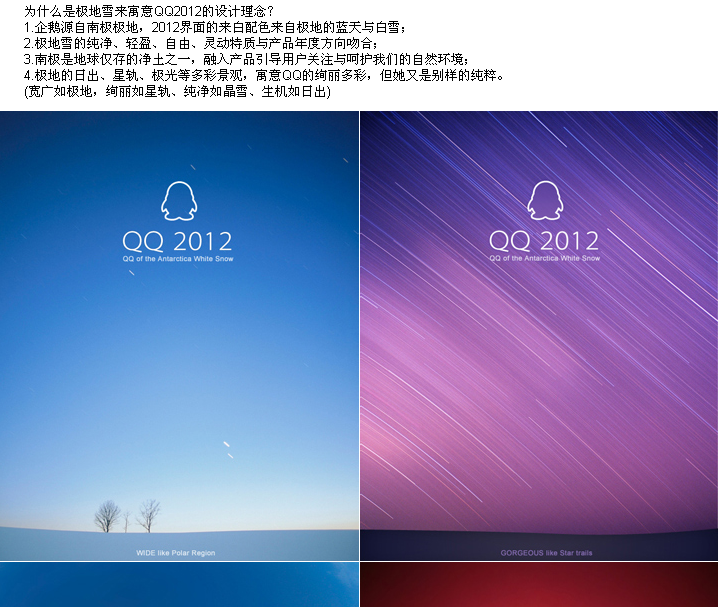 为什么是极地雪来寓意QQ2012的设计理念？
1.企鹅源自南极极地，2012界面的来白配色来自极地的蓝天与白雪；
2.极地雪的纯净、轻盈、自由、灵动特质与产品年度方向吻合；
3.南极是地球仅存的净土之一，融入产品引导用户关注与呵护我们的自然环境；
4.极地的日出、星轨、极光等多彩景观，寓意QQ的绚丽多彩，但她又是别样的纯粹。
(宽广如极地，绚丽如星轨、纯净如晶雪、生机如日出)
QQ 2012
QQ of the Antarctica White Snow
WIDE like Polar Region
QQ 2012
QQ of the Antarctica White Snow
GORGEOUS like Star trails